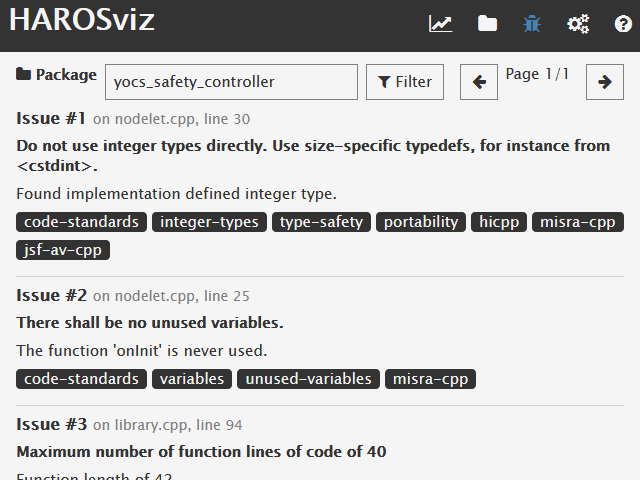 HAROSviz
Package yocs_safety_controller Filter Page 1/1
Issue #1 on nodelet.cpp, line 30
Do not use integer types directly. Use size-specific typedefs, for instance from
<cstdint>.
Found implementation defined integer type.
code-standards integer-types type-safety portability hicpp misra-cpp
jsf-av-cpp
Issue #2 on nodelet.cpp, line 25
There shall be no unused variables.
The function 'onInit' is never used.
code-standards variables unused-variables misra-cpp
Issue #3 on library.cpp, line 94
Maximum number of function lines of code of 40
Function length of 42